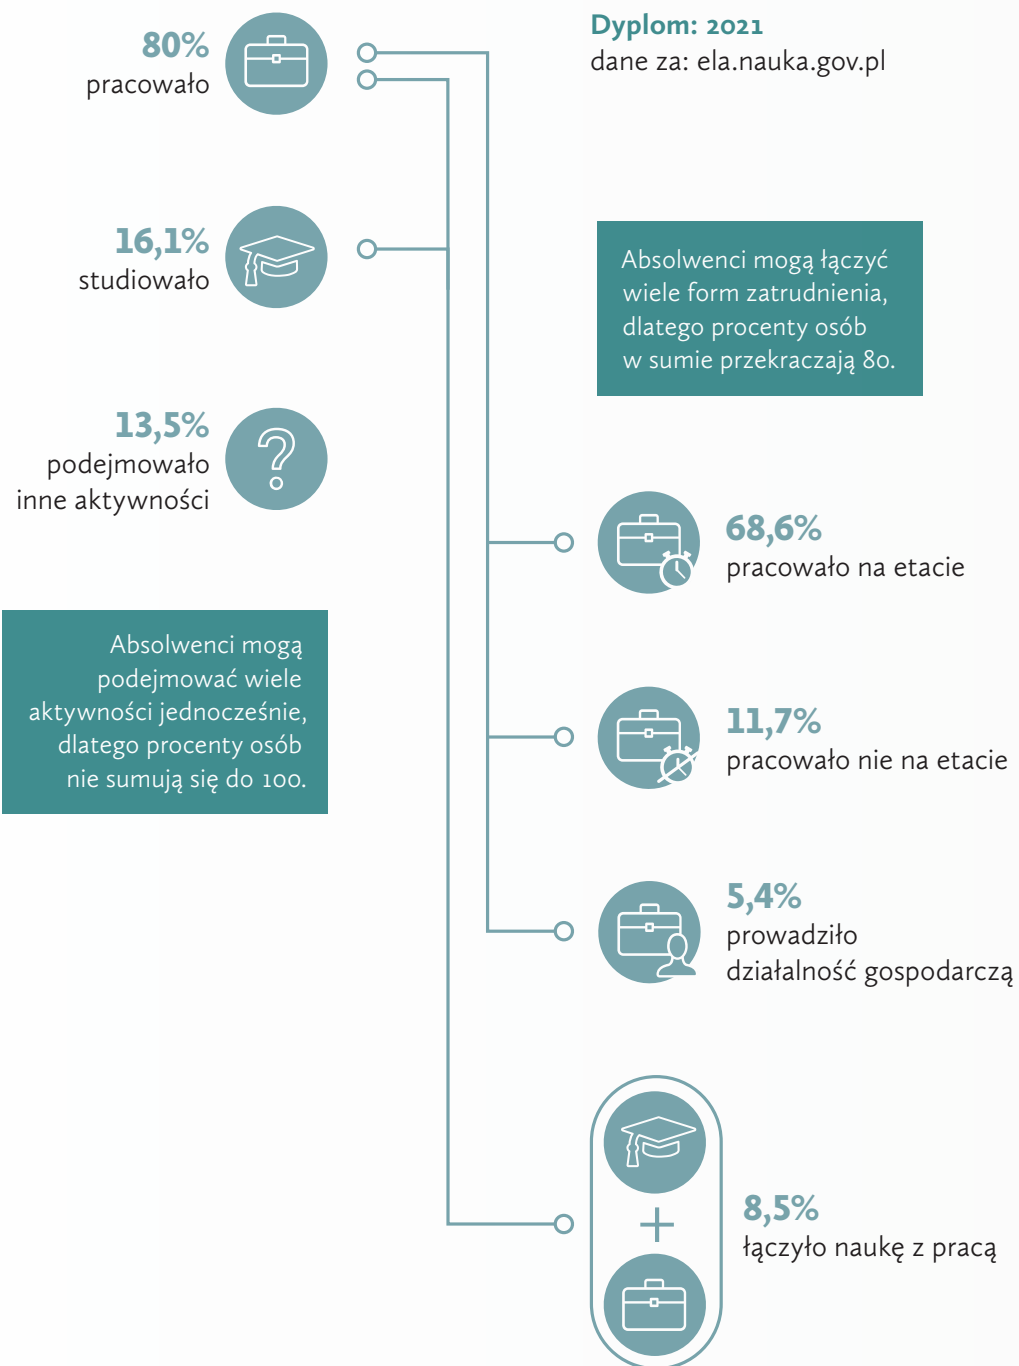 80%
pracowało
Dyplom: 2021
dane za: ela.nauka.gov.pl
16,1%
studiowało
Absolwenci mogą łączyć
wiele form zatrudnienia,
dlatego procenty osób
w sumie przekraczają 80.
13,5%
podejmowało
inne aktywności
68,6%
pracowało na etacie
Absolwenci mogą
podejmować wiele
aktywności jednocześnie,
dlatego procenty osób
nie sumują się do 100.
11,7%
pracowało nie na etacie
5,4%
prowadziło
działalność gospodarczą
8,5%
łączyło naukę z pracą